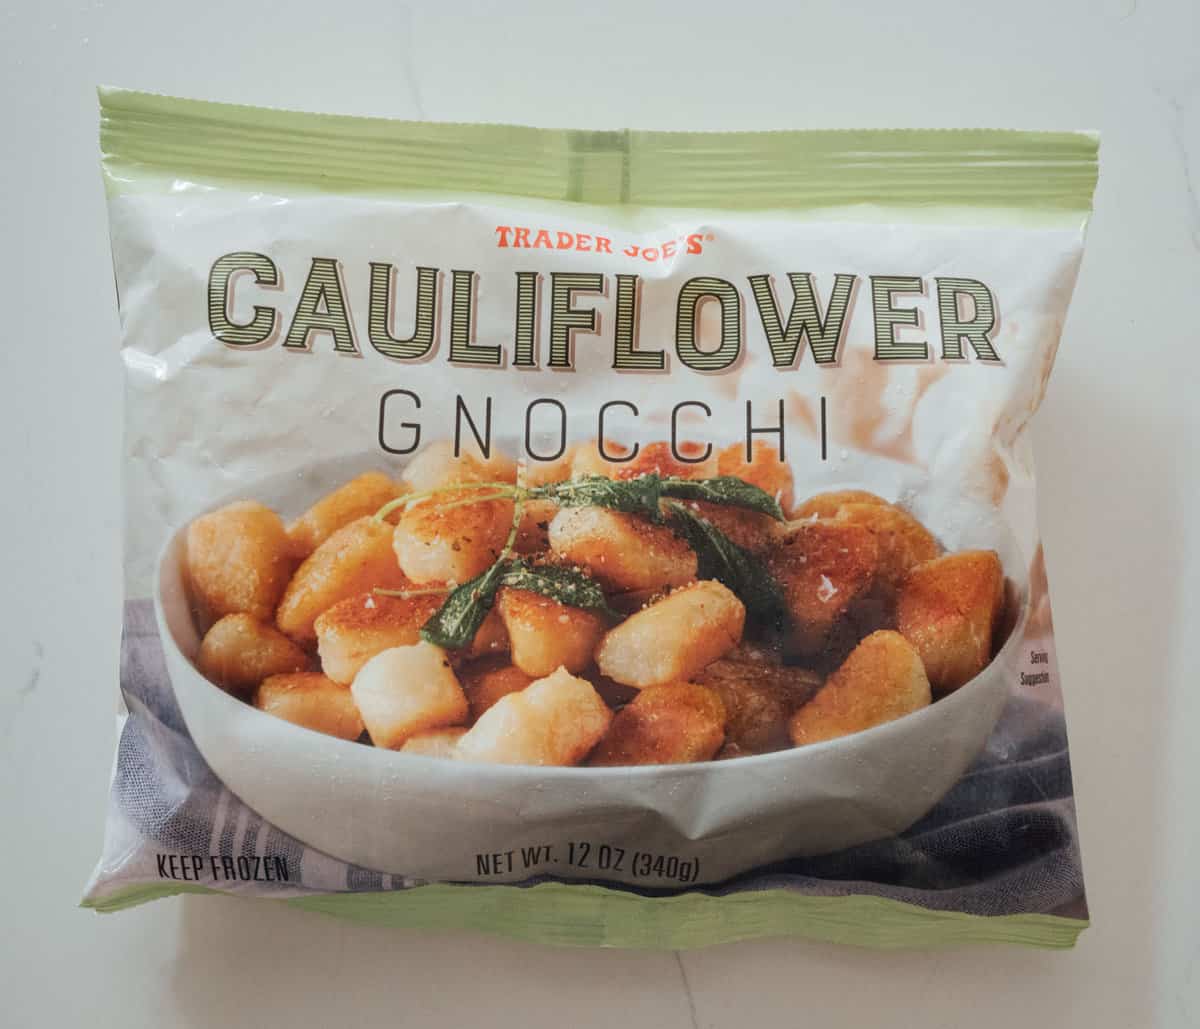 TRADER JOE'S®
CAULIFLOWER
GNOCCHI
Serving
Suggestion
KEEP FROZEN
NET WT. 12 OZ (340g)